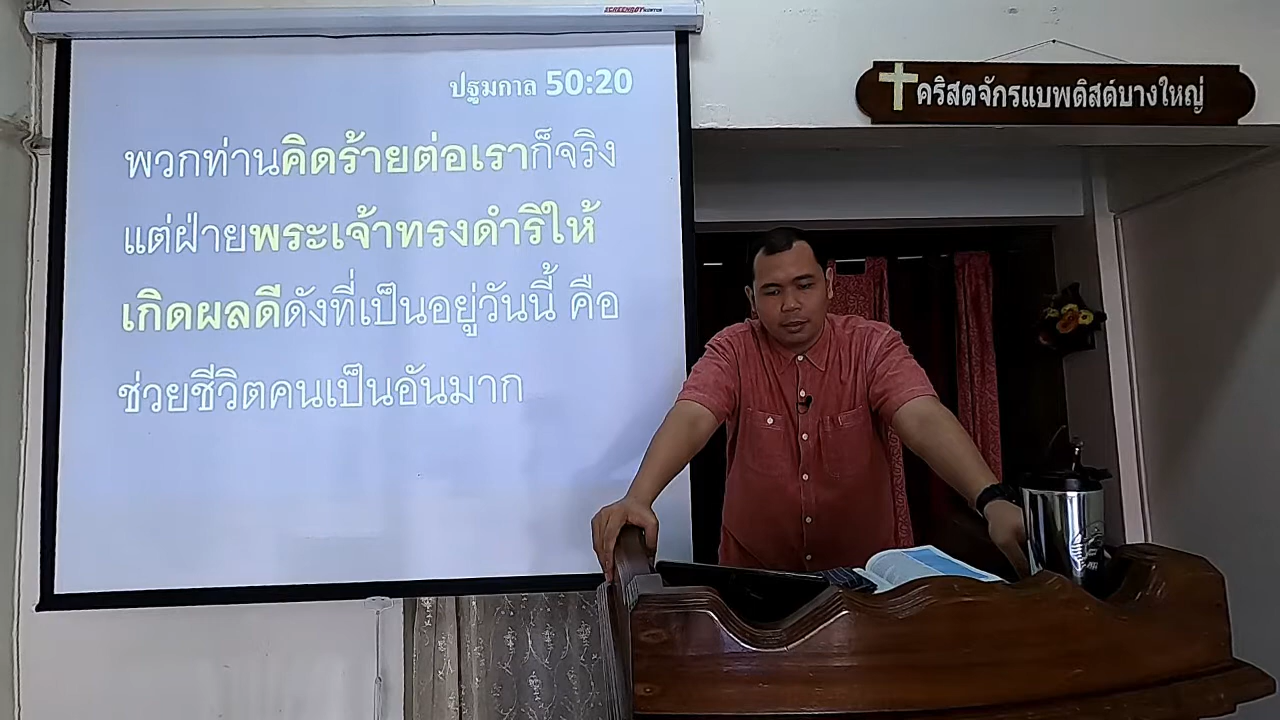 ปฐมกาล 50:20
พวกท่านคิดร้ายต่อเราก็จริง
แต่ฝ่ายพระเจ้าทรงดำริให้
เกิดผลดีดังที่เป็นอยู่วันนี้ คือ
ช่วยชีวิตคนเป็นอันมาก
คริสตจักรแบพติสต์บางใหญ่